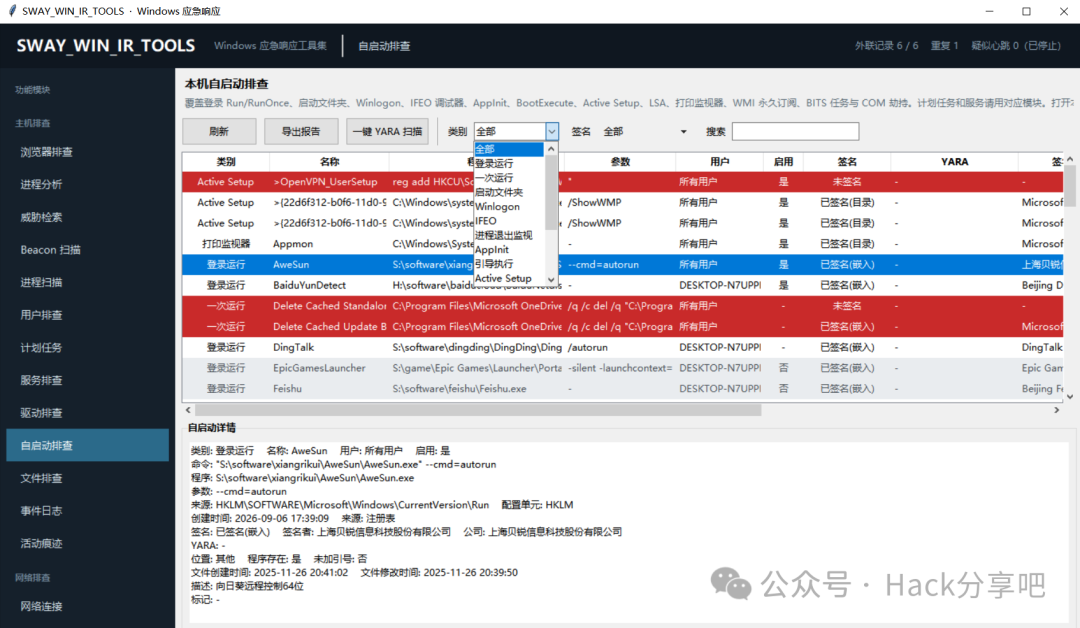 SWAY_WIN_IR_TOOLS · Windows 应急响应
SWAY_WIN_IR_TOOLS Windows 应急响应工具集 自启动排查 外联记录 6 / 6 重复 1 疑似心跳 0 (已停止)
功能模块
主机排查
浏览器排查
进程分析
威胁检索
Beacon 扫描
进程扫描
用户排查
计划任务
服务排查
驱动排查
自启动排查
文件排查
事件日志
活动痕迹
网络排查
网络连接
本机自启动排查
覆盖登录 Run/RunOnce、启动文件夹、Winlogon、IFEO 调试器、AppInit、BootExecute、Active Setup、LSA、打印监视器、WMI 永久订阅、BITS 任务与 COM 劫持。计划任务和服务请用对应模块。打开
刷新 导出报告 一键 YARA 扫描 类别 全部 签名 全部 搜索
全部
登录运行
一次运行
启动文件夹
Winlogon
IFEO
进程退出监视
AppInit
引导执行
Active Setup
类别 名称 参数 用户 启用 签名 YARA
Active Setup >OpenVPN_UserSetup reg add HKCU\So " 所有用户 是 未签名 - -
Active Setup >{22d6f312-b0f6-11d0-9 C:\Windows\syste /ShowWMP 所有用户 是 已签名(目录) - Microsof
Active Setup >{22d6f312-b0f6-11d0-9 C:\Windows\syste /ShowWMP 所有用户 是 已签名(目录) - Microsof
打印监视器 Appmon C:\Windows\Syste - 所有用户 是 已签名(目录) - Microsof
登录运行 AweSun S:\software\xiang --cmd=autorun 所有用户 是 已签名(嵌入) - 上海贝锐
登录运行 BaiduYunDetect - DESKTOP-N7UPP 是 已签名(嵌入) - Beijing D
一次运行 Delete Cached Standalor C:\Program Files\Microsoft OneDrive /q /c del /q "C:\Progra 所有用户 - 未签名 - -
一次运行 Delete Cached Update B C:\Program Files\Microsoft OneDrive /q /c del /q "C:\Progra 所有用户 - 已签名(嵌入) - Microsof
登录运行 DingTalk S:\software\dingding\DingDing\Ding /autorun DESKTOP-N7UPP - 已签名(嵌入) - DingTalk
登录运行 EpicGamesLauncher S:\game\Epic Games\Launcher\Porta -silent -launchcontext= DESKTOP-N7UPP 否 已签名(嵌入) - Epic Gam
登录运行 Feishu S:\software\feishu\Feishu.exe - DESKTOP-N7UPP 否 已签名(嵌入) - Beijing Fe
自启动详情
类别: 登录运行 名称: AweSun 用户: 所有用户 启用: 是
命令: "S:\software\xiangrikui\AweSun\AweSun.exe" --cmd=autorun
程序: S:\software\xiangrikui\AweSun\AweSun.exe
参数: --cmd=autorun
来源: HKLM\SOFTWARE\Microsoft\Windows\CurrentVersion\Run 配置单元: HKLM
创建时间: 2026-09-06 17:39:09 来源: 注册表
签名: 已签名(嵌入) 签名者: 上海贝锐信息科技股份有限公司 公司: 上海贝锐信息科技股份有限公司
YARA: -
位置: 其他 程序存在: 是 未加引号: 否
文件创建时间: 2025-11-26 20:41:02 文件修改时间: 2025-11-26 20:39:50
描述: 向日葵远程控制64位
标记: -
公众号 · Hack分享吧